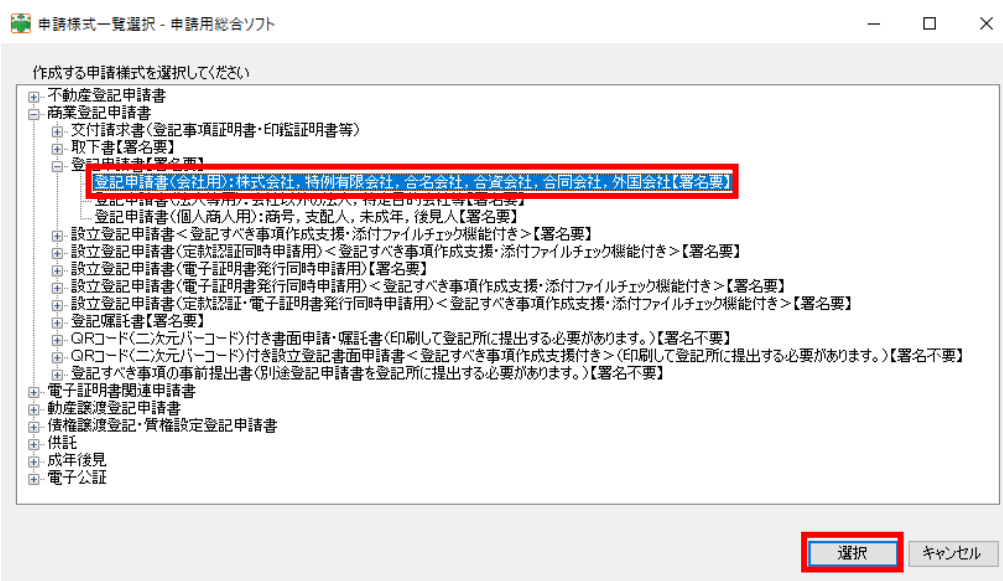 申請様式一覧選択 - 申請用総合ソフト
作成する申請様式を選択してください
不動産登記申請書
商業登記申請書
交付請求書(登記事項証明書・印鑑証明書等)
取下書【署名要】
登記申請書【署名要】
登記申請書(会社用):株式会社, 特例有限会社, 合名会社, 合資会社, 合同会社, 外国会社【署名要】
登記申請書(法人等用):会社以外の法人, 特定目的会社等【署名要】
登記申請書(個人商人用):商号, 支配人, 未成年, 後見人【署名要】
設立登記申請書<登記すべき事項作成支援・添付ファイルチェック機能付き>【署名要】
設立登記申請書(定款認証同時申請用)<登記すべき事項作成支援・添付ファイルチェック機能付き>【署名要】
設立登記申請書(電子証明書発行同時申請用)【署名要】
設立登記申請書(電子証明書発行同時申請用)<登記すべき事項作成支援・添付ファイルチェック機能付き>【署名要】
設立登記申請書(定款認証・電子証明書発行同時申請用)<登記すべき事項作成支援・添付ファイルチェック機能付き>【署名要】
登記嘱託書【署名要】
QRコード(二次元バーコード)付き書面申請・嘱託書(印刷して登記所に提出する必要があります。)【署名不要】
QRコード(二次元バーコード)付き設立登記書面申請書<登記すべき事項作成支援付き>(印刷して登記所に提出する必要があります。)【署名不要】
登記すべき事項の事前提出書(別途登記申請書を登記所に提出する必要があります。)【署名不要】
電子証明書関連申請書
動産譲渡登記申請書
債権譲渡登記・質権設定登記申請書
供託
成年後見
電子公証
選択
キャンセル